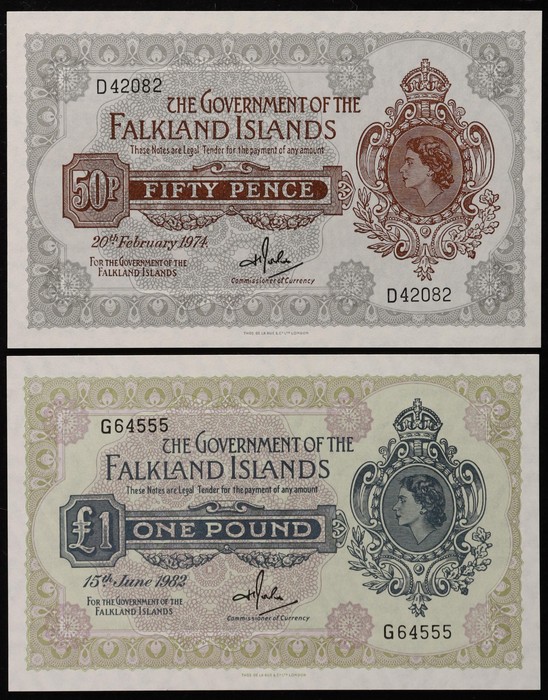 D42082
THE GOVERNMENT OF THE
FALKLAND ISLANDS
These Notes are Legal Tender for the payment of any amount
50P
FIFTY PENCE
20th February 1974.
FOR THE GOVERNMENT OF THE
FALKLAND ISLANDS
Commissioner of Currency
D42082
G64555
THE GOVERNMENT OF THE
FALKLAND ISLANDS
These Notes are Legal Tender for the payment of any amount
£1
ONE POUND
15th June 1982
FOR THE GOVERNMENT OF THE
FALKLAND ISLANDS
Commissioner of Currency
G64555